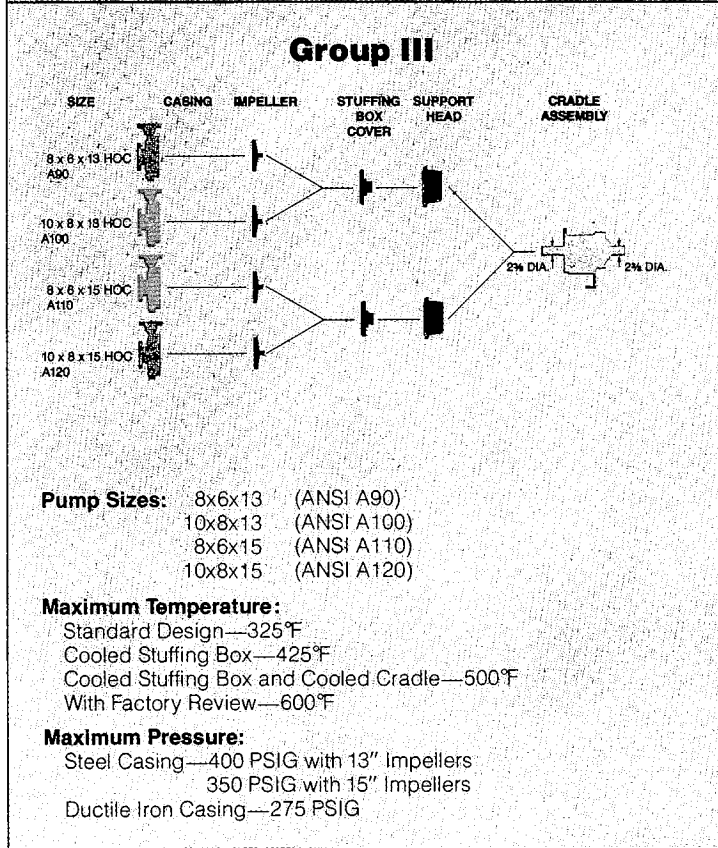 Group III
SIZE CASING IMPELLER STUFFING BOX COVER SUPPORT HEAD CRADLE ASSEMBLY
8 x 6 x 13 HOC
A90
10 x 8 x 13 HOC
A100
2⅜ DIA. 2⅜ DIA.
8 x 6 x 15 HOC
A110
10 x 8 x 15 HOC
A120
Pump Sizes: 8x6x13 (ANSI A90)
10x8x13 (ANSI A100)
8x6x15 (ANSI A110)
10x8x15 (ANSI A120)
Maximum Temperature:
Standard Design—325°F
Cooled Stuffing Box—425°F
Cooled Stuffing Box and Cooled Cradle—500°F
With Factory Review—600°F
Maximum Pressure:
Steel Casing—400 PSIG with 13" Impellers
350 PSIG with 15" Impellers
Ductile Iron Casing—275 PSIG